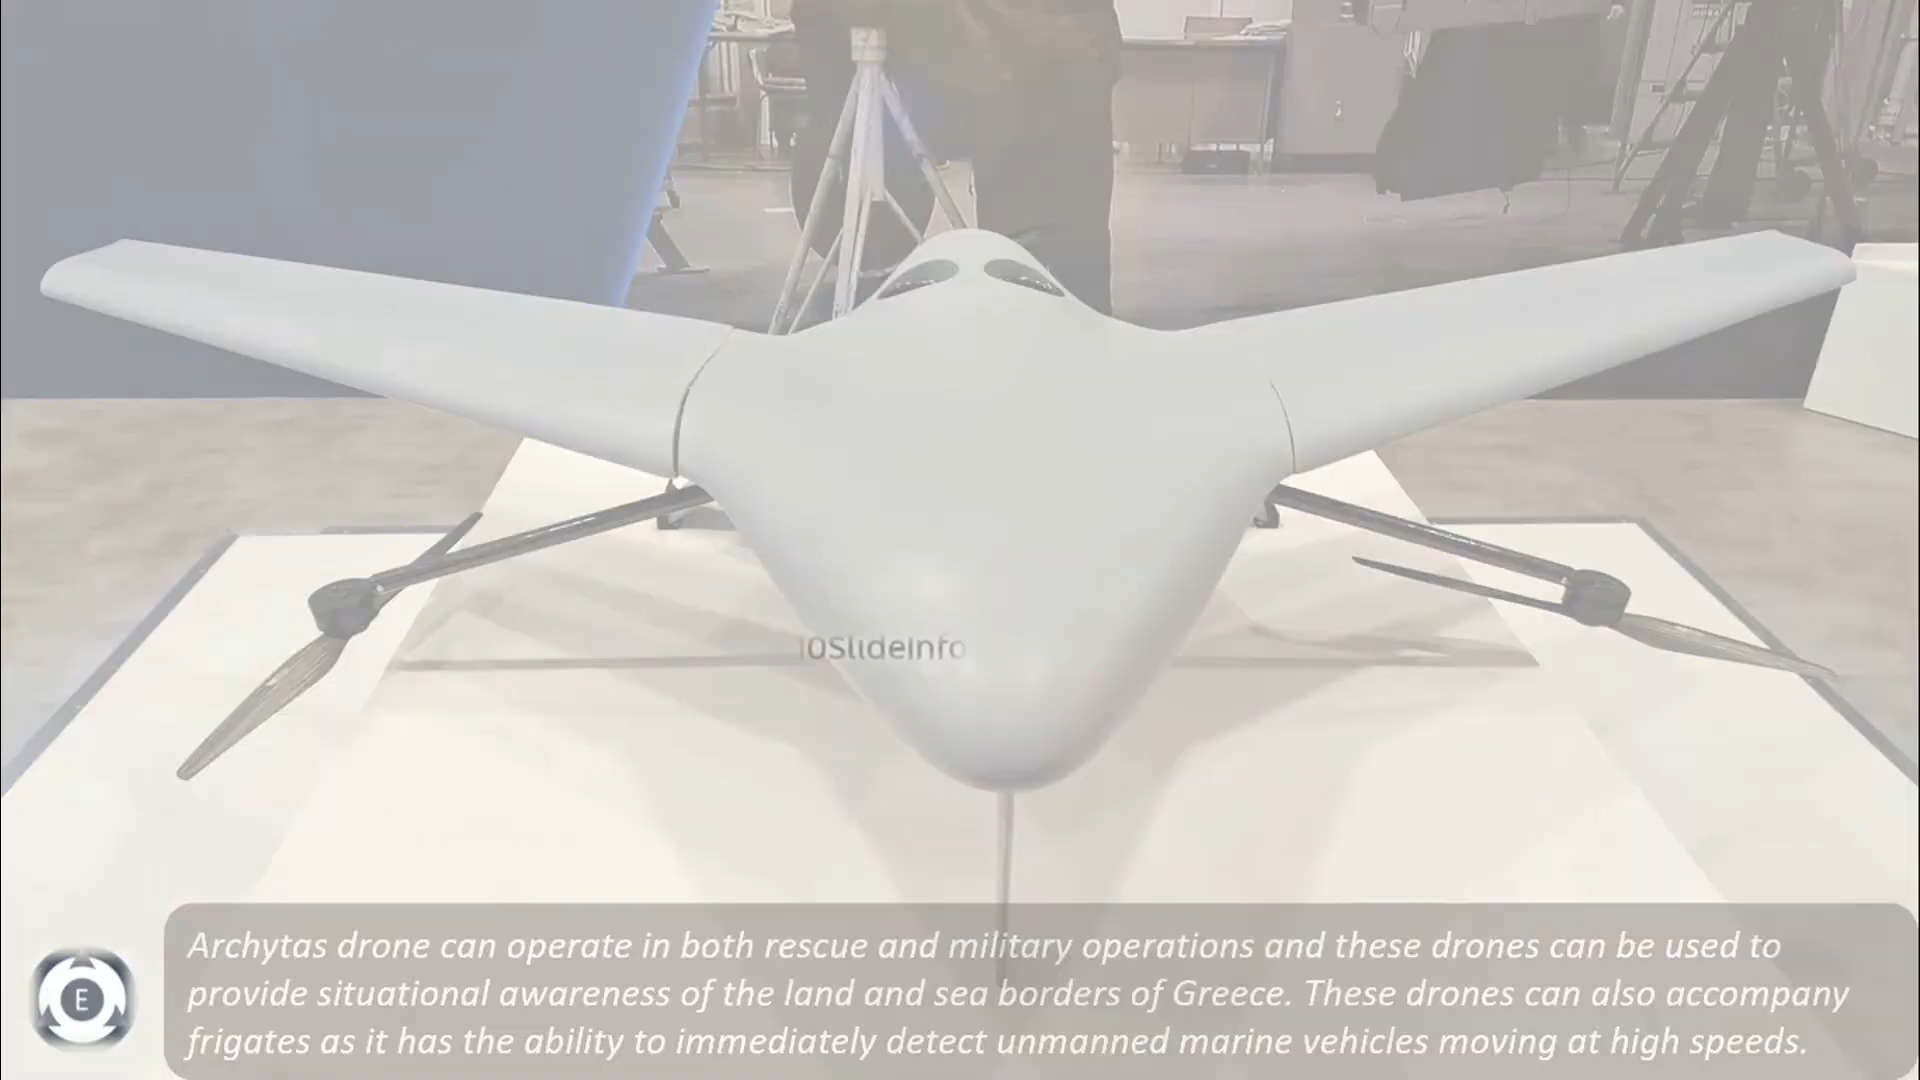 10SlideInfo
Archytas drone can operate in both rescue and military operations and these drones can be used to
provide situational awareness of the land and sea borders of Greece. These drones can also accompany
frigates as it has the ability to immediately detect unmanned marine vehicles moving at high speeds.
E